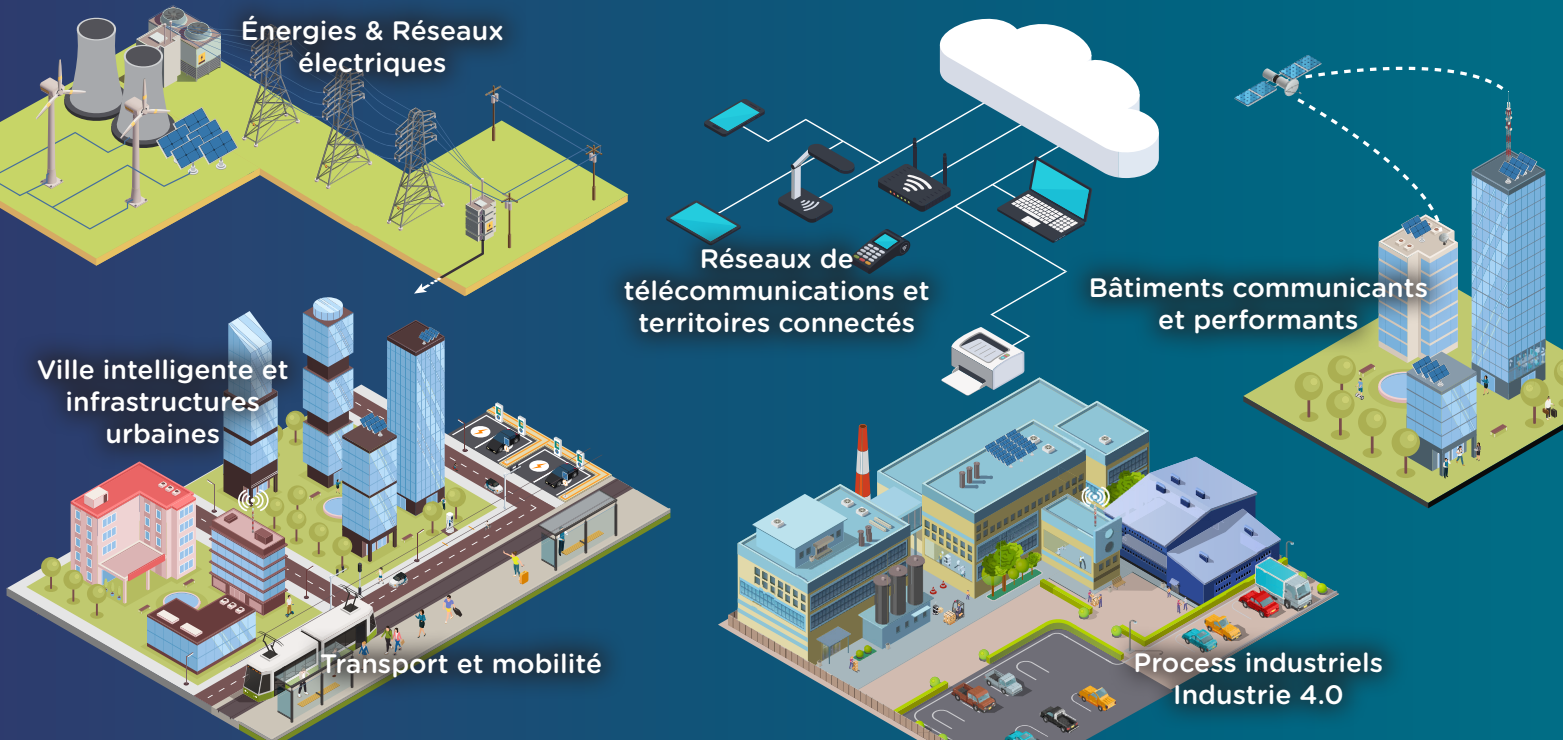 Énergies & Réseaux
électriques
Réseaux de
télécommunications et
territoires connectés
Bâtiments communicants
et performants
Ville intelligente et
infrastructures
urbaines
Transport et mobilité
Process industriels
Industrie 4.0